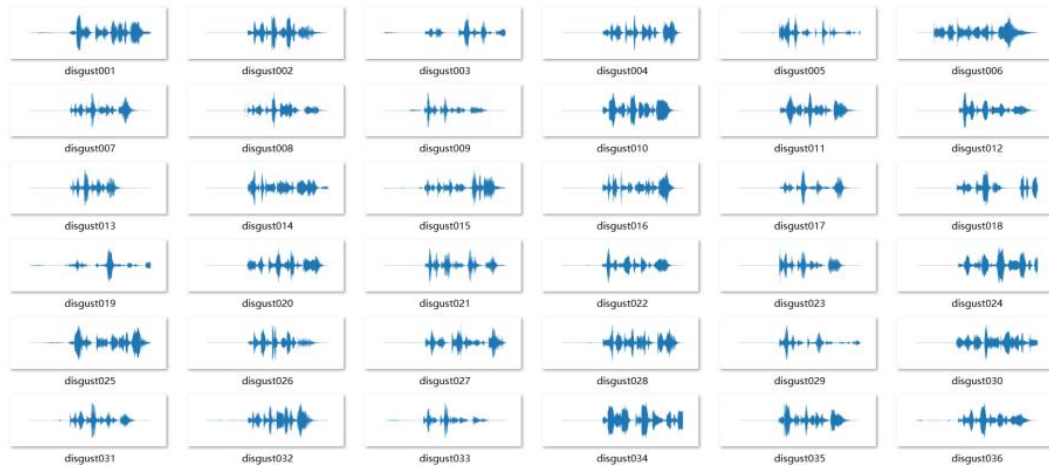 disgust001 disgust002 disgust003 disgust004 disgust005 disgust006
disgust007 disgust008 disgust009 disgust010 disgust011 disgust012
disgust013 disgust014 disgust015 disgust016 disgust017 disgust018
disgust019 disgust020 disgust021 disgust022 disgust023 disgust024
disgust025 disgust026 disgust027 disgust028 disgust029 disgust030
disgust031 disgust032 disgust033 disgust034 disgust035 disgust036